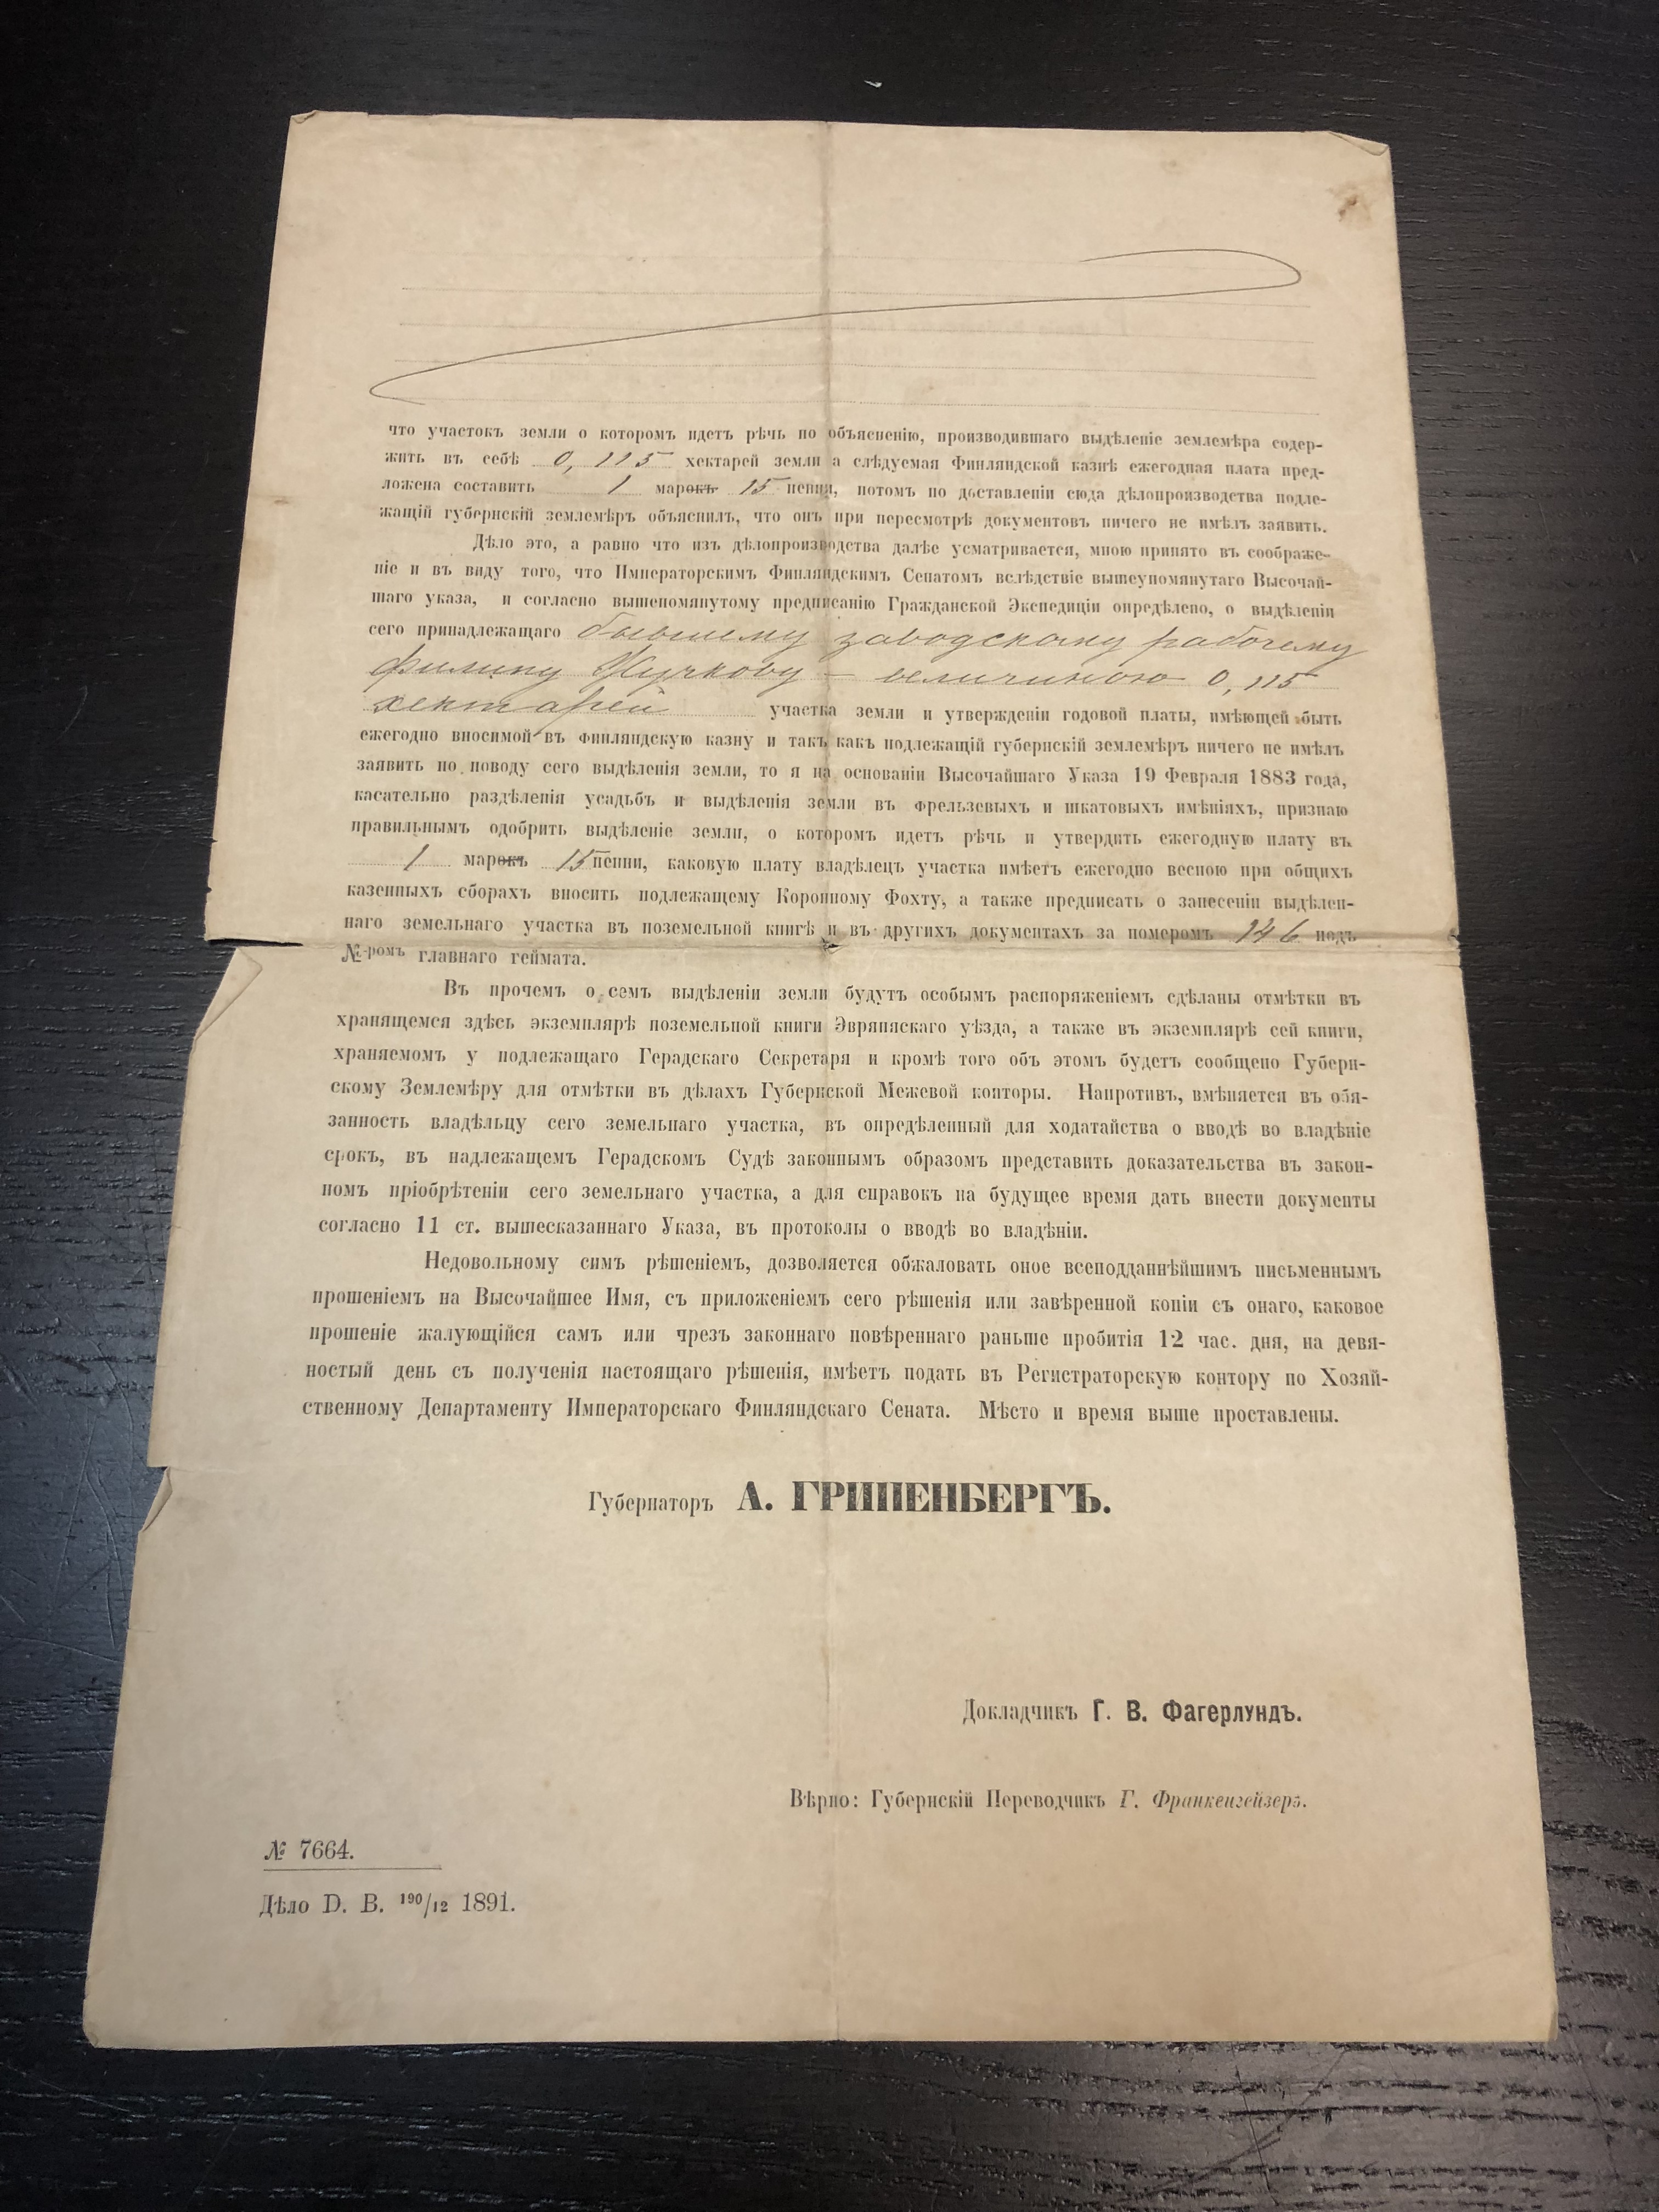 что участокъ земли о которомъ идетъ рѣчь по объясненію, производившаго выдѣленіе землемѣра содер-
жить въ себѣ 0,115 хектарей земли а слѣдуемая Финляндской казнѣ ежегодная плата пред-
ложена составить 1 марокъ 15 пенни, потомъ по доставленіи сюда дѣлопроизводства подле-
жащій губернскій землемѣръ объяснилъ, что онъ при пересмотрѣ документовъ ничего не имѣлъ заявить.
Дѣло это, а равно что изъ дѣлопроизводства далѣе усматривается, мною принято въ соображе-
ніе и въ виду того, что Императорскимъ Финляндскимъ Сенатомъ вслѣдствіе вышеупомянутаго Высочай-
шаго указа, и согласно вышепомянутому предписанію Гражданской Экспедиціи опредѣлено, о выдѣленіи
сего принадлежащаго бывшему заводскому рабочему
Филипу Жучкову – величиною 0,115
хектарей участка земли и утвержденіи годовой платы, имѣющей быть
ежегодно вносимой въ финляндскую казну и такъ какъ подлежащій губернскій землемѣръ ничего не имѣлъ
заявить по поводу сего выдѣленія земли, то я на основаніи Высочайшаго Указа 19 Февраля 1883 года,
касательно раздѣленія усадьбъ и выдѣленія земли въ фрельзевыхъ и шкатовыхъ имѣніяхъ, признаю
правильнымъ одобрить выдѣленіе земли, о которомъ идетъ рѣчь и утвердить ежегодную плату въ
1 марокъ 15 пенни, каковую плату владѣлецъ участка имѣетъ ежегодно весною при общихъ
казенныхъ сборахъ вносить подлежащему Коронному Фохту, а также предписать о занесеніи выдѣлен-
наго земельнаго участка въ поземельной книгѣ и въ другихъ документахъ за номеромъ 146 подъ
№-ромъ главнаго геймата.
Въ прочемъ о семъ выдѣленіи земли будутъ особымъ распоряженіемъ сдѣланы отмѣтки въ
хранящемся здѣсь экземплярѣ поземельной книги Эвряпяскаго уѣзда, а также въ экземплярѣ сей книги,
храняемомъ у подлежащаго Герадскаго Секретаря и кромѣ того объ этомъ будетъ сообщено Губерн-
скому Землемѣру для отмѣтки въ дѣлахъ Губернской Межевой конторы. Напротивъ, вмѣняется въ обя-
занность владѣльцу сего земельнаго участка, въ опредѣленный для ходатайства о вводѣ во владѣніе
срокъ, въ надлежащемъ Герадскомъ Судѣ законнымъ образомъ представить доказательства въ закон-
номъ пріобрѣтеніи сего земельнаго участка, а для справокъ на будущее время дать внести документы
согласно 11 ст. вышесказаннаго Указа, въ протоколы о вводѣ во владѣніи.
Недовольному симъ рѣшеніемъ, дозволяется обжаловать оное всеподданнѣйшимъ письменнымъ
прошеніемъ на Высочайшее Имя, съ приложеніемъ сего рѣшенія или завѣренной копіи съ онаго, каковое
прошеніе жалующійся самъ или чрезъ законнаго повѣреннаго раньше пробитія 12 час. дня, на девя-
ностый день съ полученія настоящаго рѣшенія, имѣетъ подать въ Регистраторскую контору по Хозяй-
ственному Департаменту Императорскаго Финляндскаго Сената. Мѣсто и время выше проставлены.
Губернаторъ А. ГРИПЕНБЕРГЪ.
Докладчикъ Г. В. Фагерлундъ.
Вѣрно: Губернскій Переводчикъ Г. Франкенгейзеръ.
№ 7664.
Дѣло D. B. 190/12 1891.